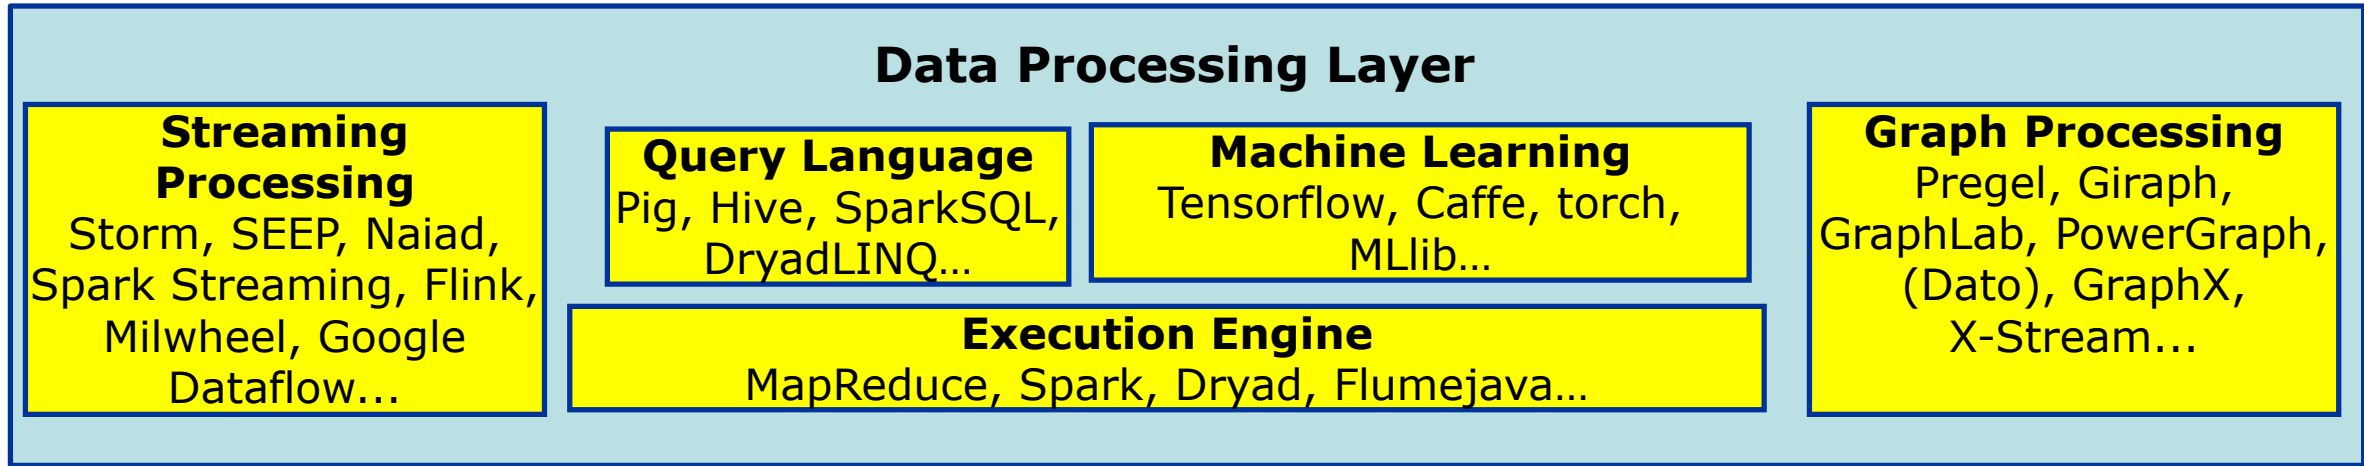 Data Processing Layer
Streaming
Processing
Storm, SEEP, Naiad,
Spark Streaming, Flink,
Milwheel, Google
Dataflow...
Query Language
Pig, Hive, SparkSQL,
DryadLINQ…
Machine Learning
Tensorflow, Caffe, torch,
MLlib…
Execution Engine
MapReduce, Spark, Dryad, Flumejava…
Graph Processing
Pregel, Giraph,
GraphLab, PowerGraph,
(Dato), GraphX,
X-Stream...